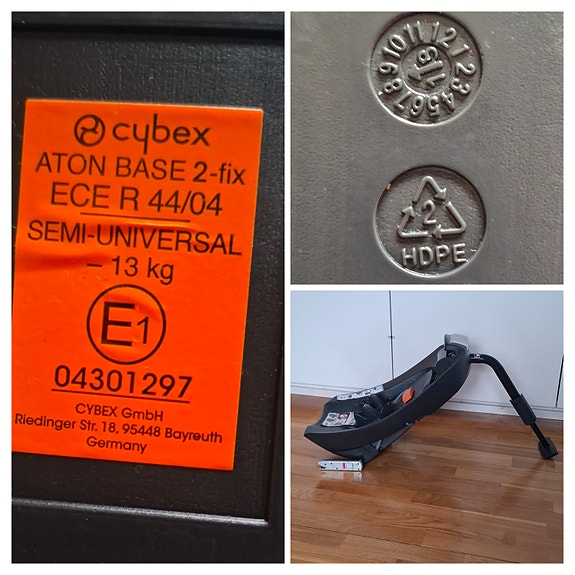 cybex
ATON BASE 2-fix
ECE R 44/04
SEMI-UNIVERSAL
– 13 kg
E1
04301297
CYBEX GmbH
Riedinger Str. 18, 95448 Bayreuth
Germany
1 2 3 4 5 6 7 8 9 10 11 12
2
HDPE